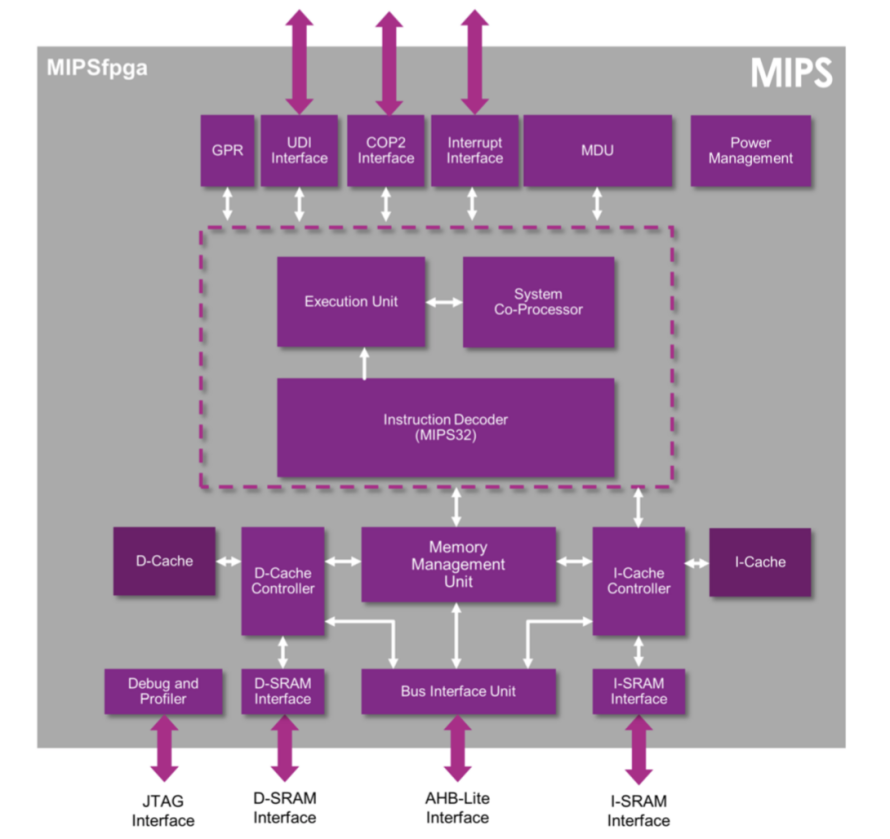 MIPSfpga
MIPS
GPR
UDI
Interface
COP2
Interface
Interrupt
Interface
MDU
Power
Management
Execution Unit
System
Co-Processor
Instruction Decoder
(MIPS32)
D-Cache
D-Cache
Controller
Memory
Management
Unit
I-Cache
Controller
I-Cache
Debug and
Profiler
D-SRAM
Interface
Bus Interface Unit
I-SRAM
Interface
JTAG
Interface
D-SRAM
Interface
AHB-Lite
Interface
I-SRAM
Interface